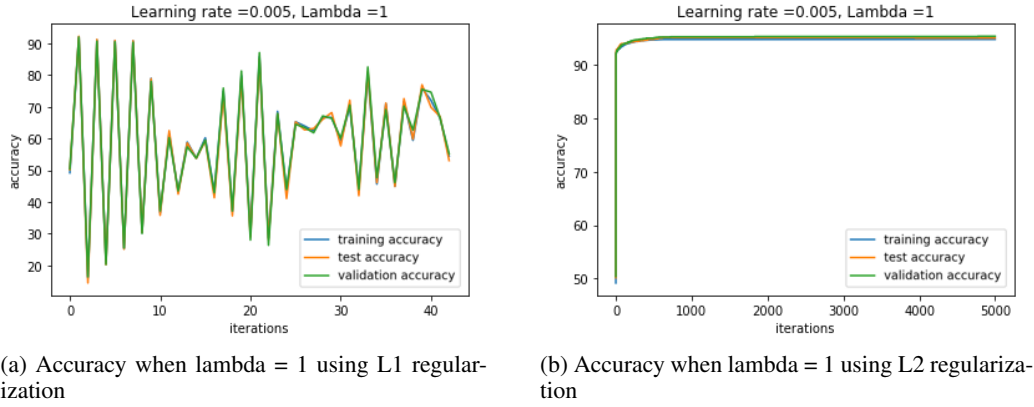 Learning rate =0.005, Lambda =1
accuracy
90
80
70
60
50
40
30
20
0
10
20
30
40
iterations
training accuracy
test accuracy
validation accuracy
(a) Accuracy when lambda = 1 using L1 regular-
ization
Learning rate =0.005, Lambda =1
accuracy
90
80
70
60
50
0
1000
2000
3000
4000
5000
iterations
training accuracy
test accuracy
validation accuracy
(b) Accuracy when lambda = 1 using L2 regulariza-
tion